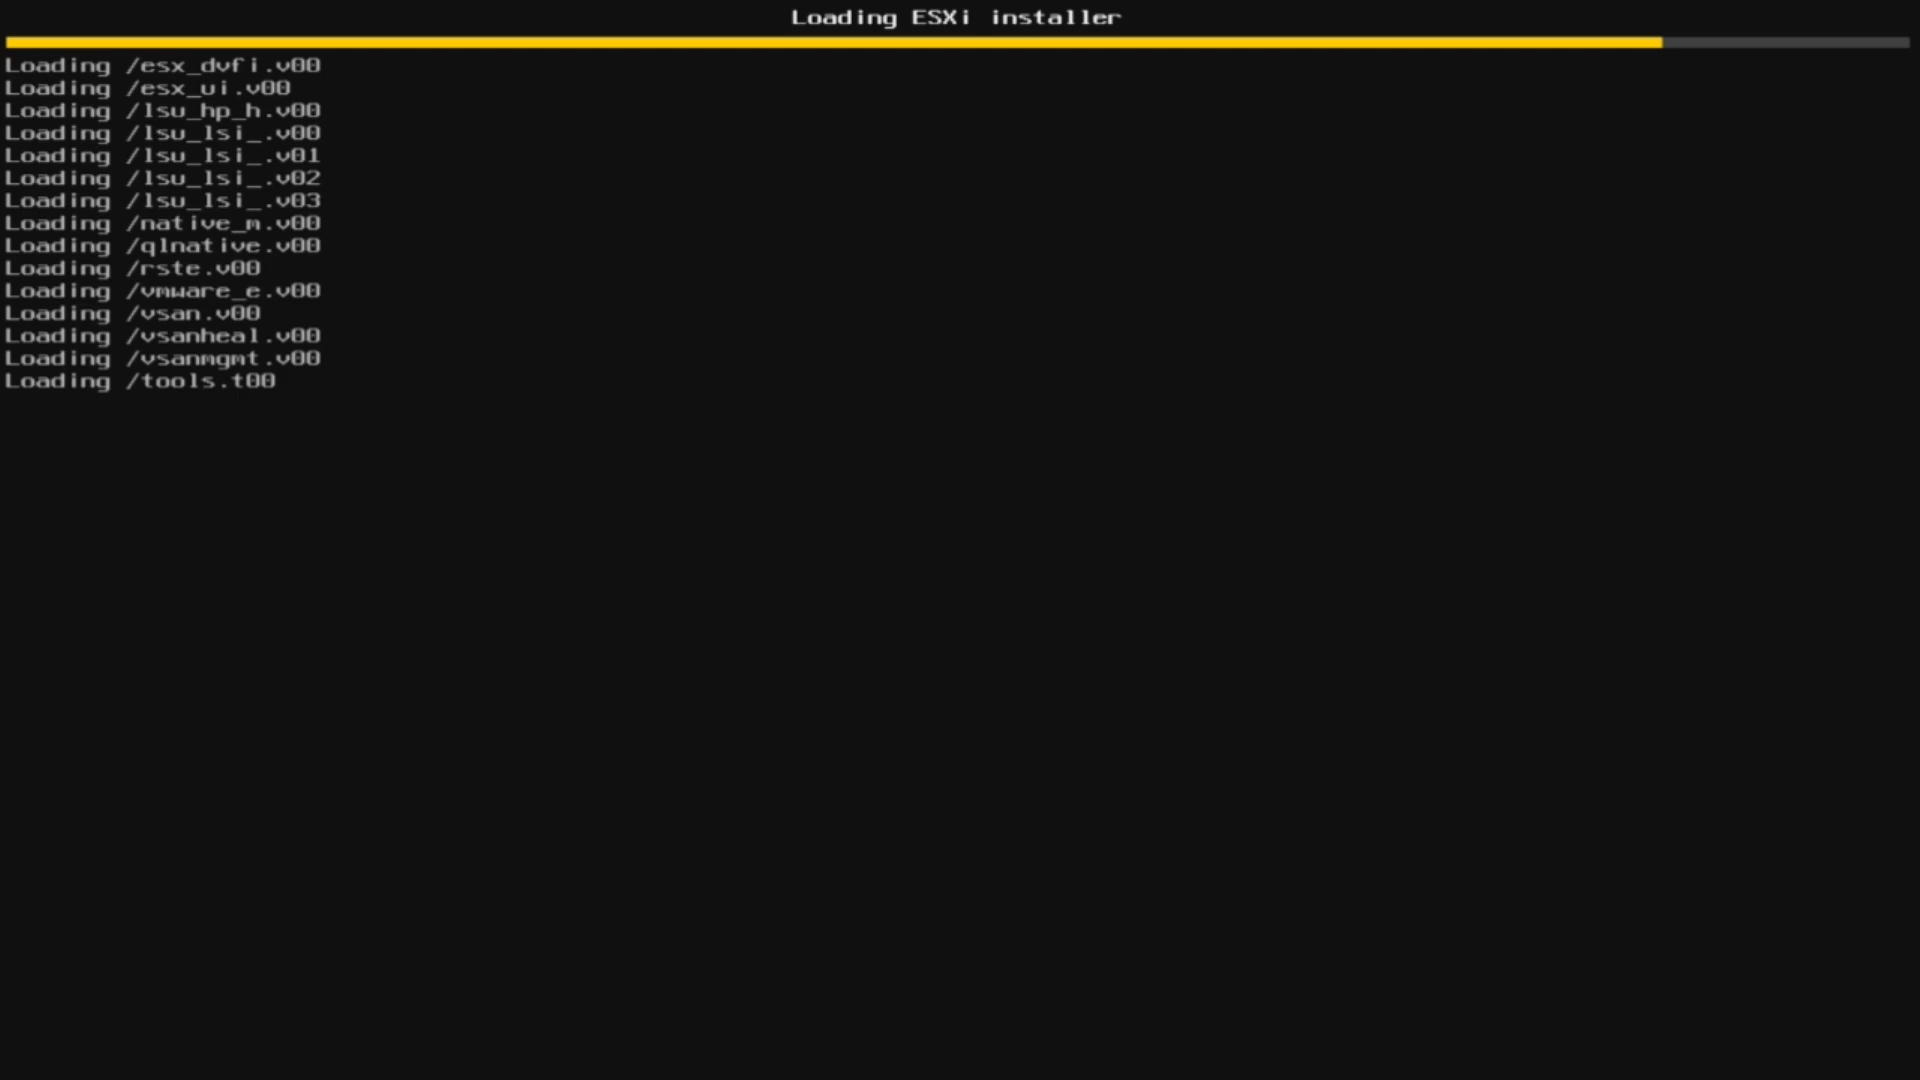 Loading ESXi installer
Loading /esx_dvfi.v00
Loading /esx_ui.v00
Loading /lsu_hp_h.v00
Loading /lsu_lsi_.v00
Loading /lsu_lsi_.v01
Loading /lsu_lsi_.v02
Loading /lsu_lsi_.v03
Loading /native_m.v00
Loading /qlnative.v00
Loading /rste.v00
Loading /vmware_e.v00
Loading /vsan.v00
Loading /vsanheal.v00
Loading /vsanmgmt.v00
Loading /tools.t00